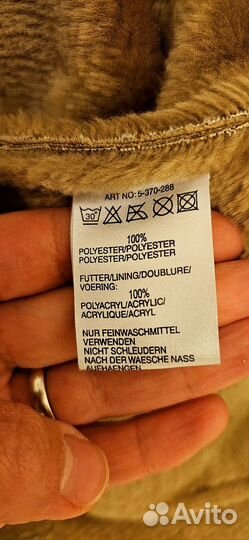 ART NO: 5-370-288
30
100%
POLYESTER/POLYESTER
POLYESTER/POLYESTER
FUTTER/LINING/DOUBLURE/
VOERING:
100%
POLYACRYL/ACRYLIC/
ACRYLIQUE/ACRYL
NUR FEINWASCHMITTEL
VERWENDEN
NICHT SCHLEUDERN
NACH DER WAESCHE NASS
AUFHAENGEN
Avito